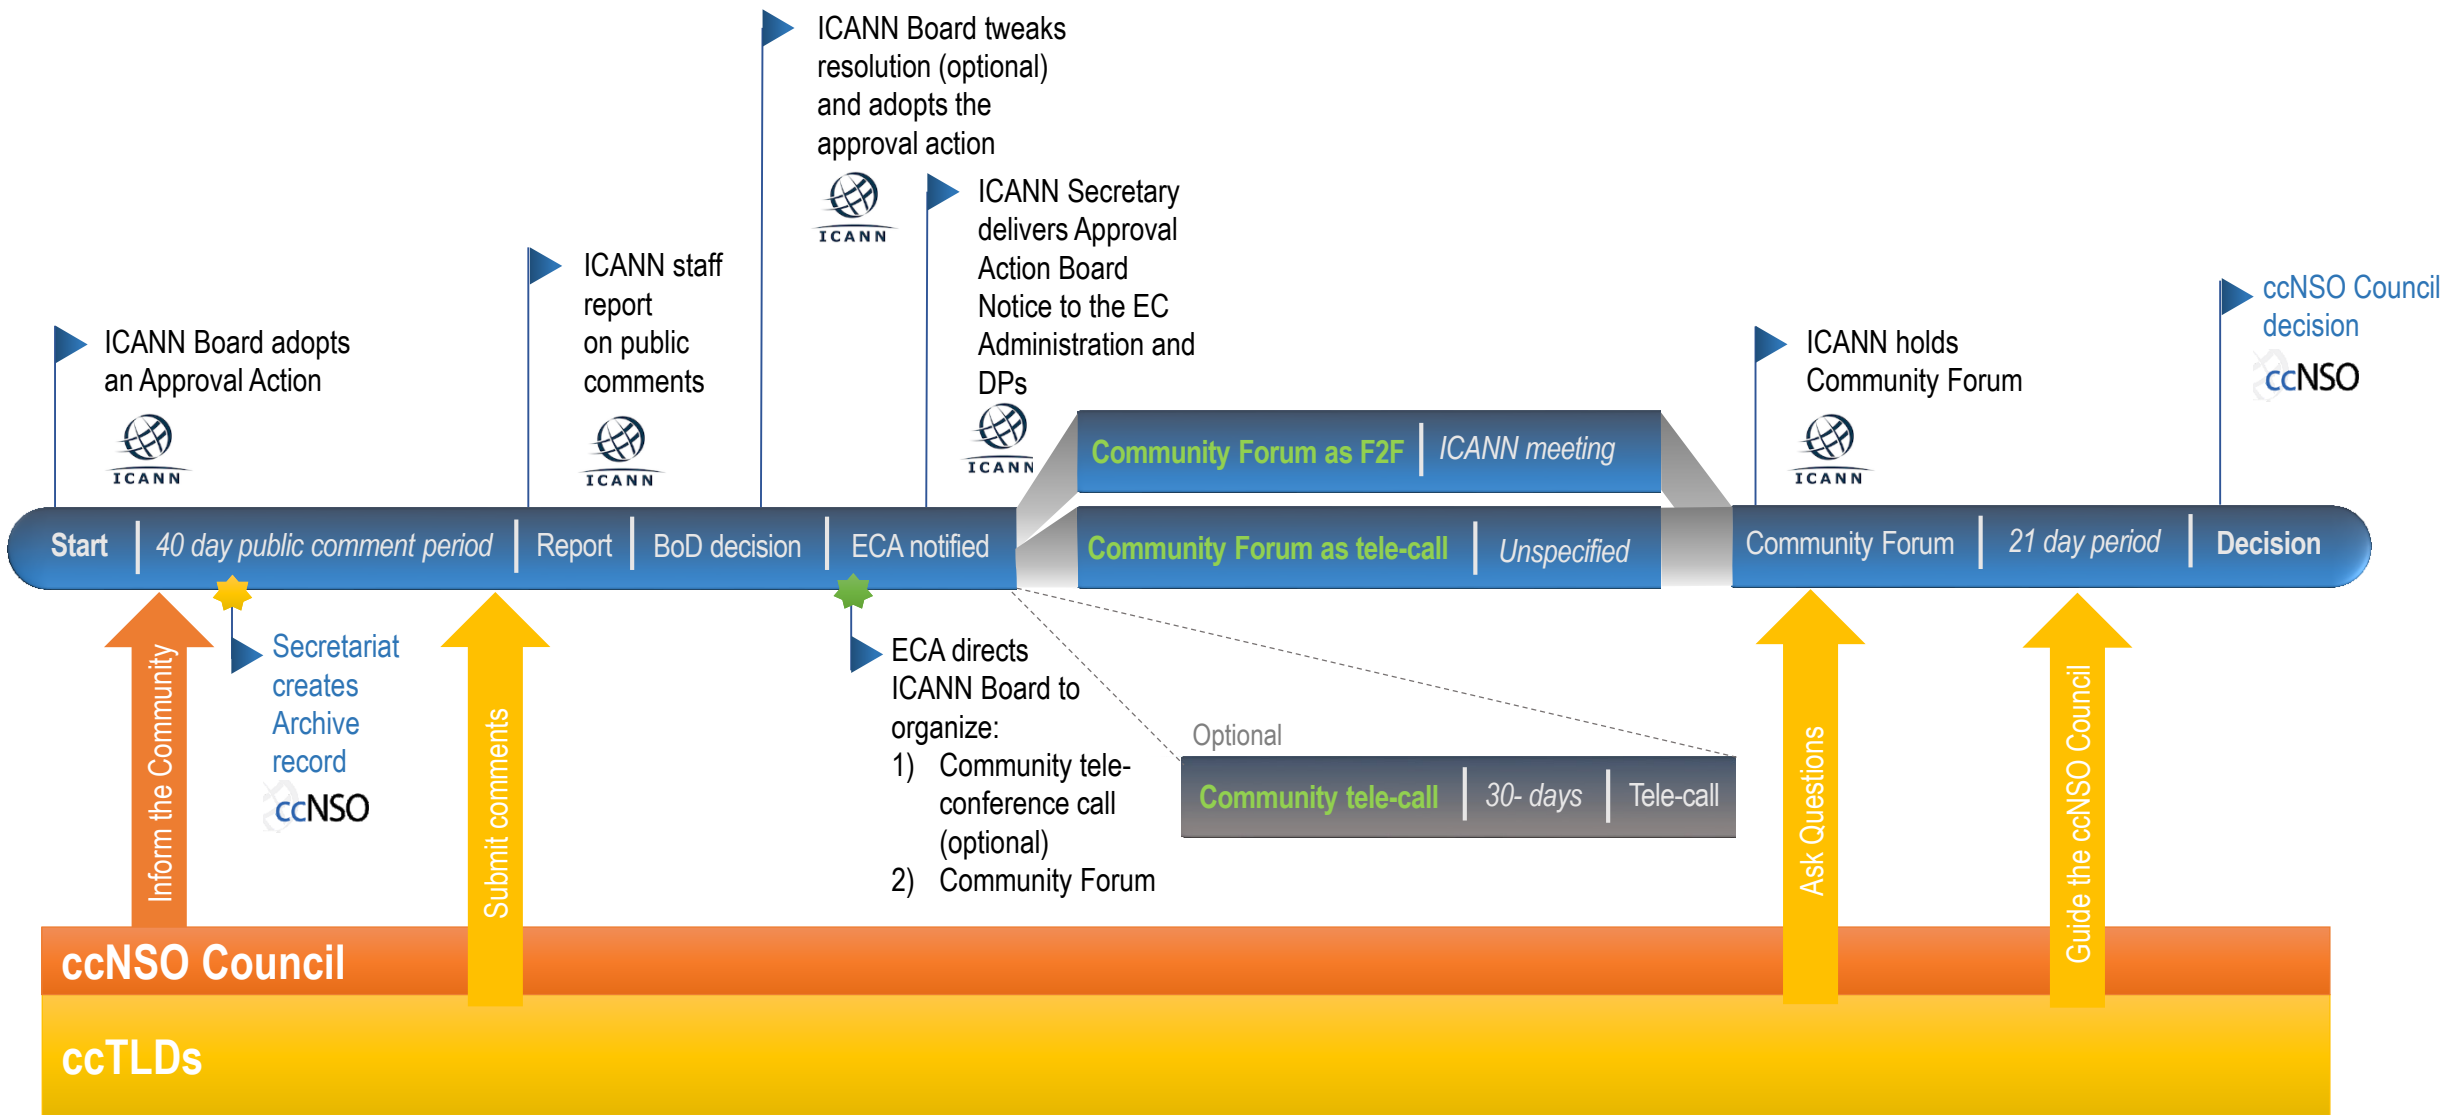 ICANN Board tweaks
resolution (optional)
and adopts the
approval action
ICANN
ICANN Secretary
delivers Approval
Action Board
Notice to the EC
Administration and
DPs
ICANN
ICANN staff
report
on public
comments
ICANN
ICANN Board adopts
an Approval Action
ICANN
ICANN holds
Community Forum
ICANN
ccNSO Council
decision
ccNSO
Community Forum as F2F
ICANN meeting
Start
40 day public comment period
Report
BoD decision
ECA notified
Community Forum as tele-call
Unspecified
Community Forum
21 day period
Decision
Inform the Community
Secretariat
creates
Archive
record
ccNSO
Submit comments
ECA directs
ICANN Board to
organize:
1) Community tele-
conference call
(optional)
2) Community Forum
Optional
Community tele-call
30- days
Tele-call
Ask Questions
Guide the ccNSO Council
ccNSO Council
ccTLDs